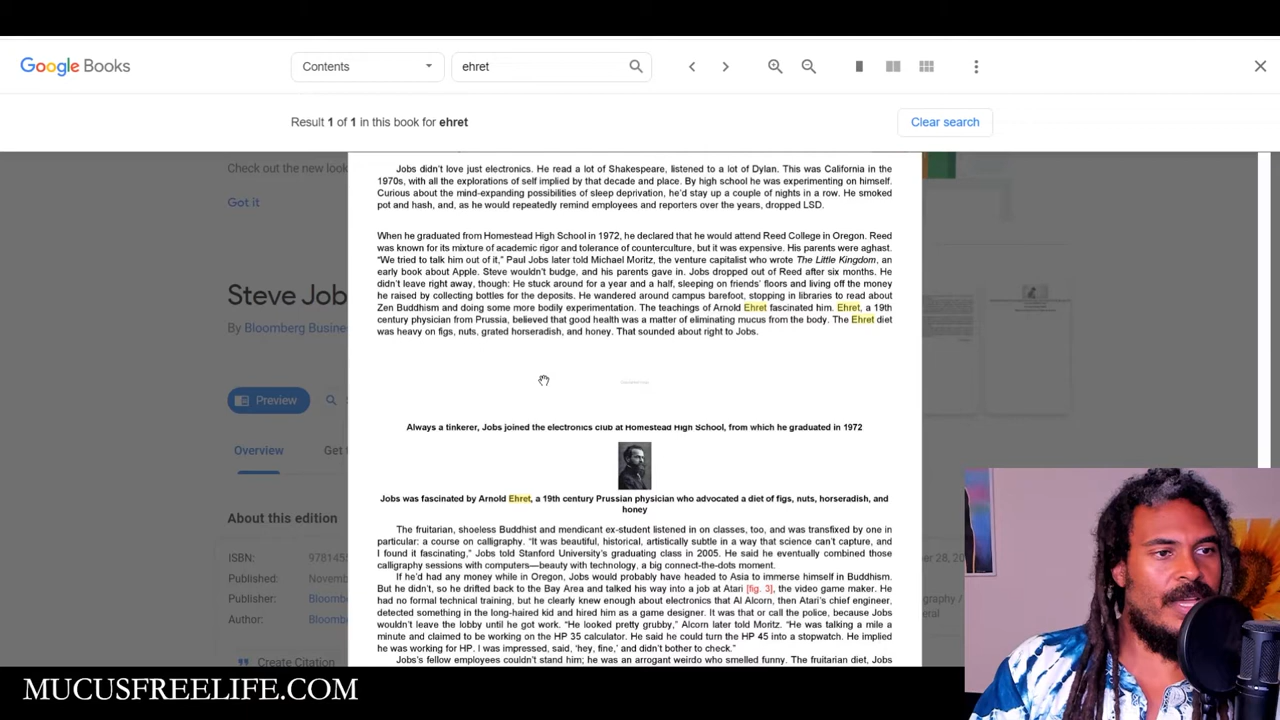 Google Books
Contents
ehret
Result 1 of 1 in this book for ehret
Clear search
Check out the new look
Got it
Steve Job
By Bloomberg Busines
Preview
Overview
Get t
About this edition
ISBN:
97814
Published:
Novemb
Publisher:
Bloomb
Author:
Bloomb
Create Citation
Jobs didn't love just electronics. He read a lot of Shakespeare, listened to a lot of Dylan. This was California in the
1970s, with all the explorations of self implied by that decade and place. By high school he was experimenting on himself.
Curious about the mind-expanding possibilities of sleep deprivation, he'd stay up a couple of nights in a row. He smoked
pot and hash, and, as he would repeatedly remind employees and reporters over the years, dropped LSD.
When he graduated from Homestead High School in 1972, he declared that he would attend Reed College in Oregon. Reed
was known for its mixture of academic rigor and tolerance of counterculture, but it was expensive. His parents were aghast.
“We tried to talk him out of it,” Paul Jobs later told Michael Moritz, the venture capitalist who wrote The Little Kingdom, an
early book about Apple. Steve wouldn't budge, and his parents gave in. Jobs dropped out of Reed after six months. He
didn't leave right away, though: He stuck around for a year and a half, sleeping on friends' floors and living off the money
he raised by collecting bottles for the deposits. He wandered around campus barefoot, stopping in libraries to read about
Zen Buddhism and doing some more bodily experimentation. The teachings of Arnold Ehret fascinated him. Ehret, a 19th
century physician from Prussia, believed that good health was a matter of eliminating mucus from the body. The Ehret diet
was heavy on figs, nuts, grated horseradish, and honey. That sounded about right to Jobs.
Always a tinkerer, Jobs joined the electronics club at Homestead High School, from which he graduated in 1972
Jobs was fascinated by Arnold Ehret, a 19th century Prussian physician who advocated a diet of figs, nuts, horseradish, and
honey
The fruitarian, shoeless Buddhist and mendicant ex-student listened in on classes, too, and was transfixed by one in
particular: a course on calligraphy. “It was beautiful, historical, artistically subtle in a way that science can't capture, and
I found it fascinating,” Jobs told Stanford University's graduating class in 2005. He said he eventually combined those
calligraphy sessions with computers—beauty with technology, a big connect-the-dots moment.
If he'd had any money while in Oregon, Jobs would probably have headed to Asia to immerse himself in Buddhism.
But he didn't, so he drifted back to the Bay Area and talked his way into a job at Atari [fig. 3], the video game maker. He
had no formal technical training, but he clearly knew enough about electronics that Al Alcorn, then Atari's chief engineer,
detected something in the long-haired kid and hired him as a game designer. It was that or call the police, because Jobs
wouldn't leave the lobby until he got work. “He looked pretty grubby,” Alcorn later told Moritz. “He was talking a mile a
minute and claimed to be working on the HP 35 calculator. He said he could turn the HP 45 into a stopwatch. He implied
he was working for HP. I was impressed, said, ‘hey, fine,’ and didn't bother to check.”
Jobs's fellow employees couldn't stand him; he was an arrogant weirdo who smelled funny. The fruitarian diet, Jobs
MUCUSFREELIFE.COM